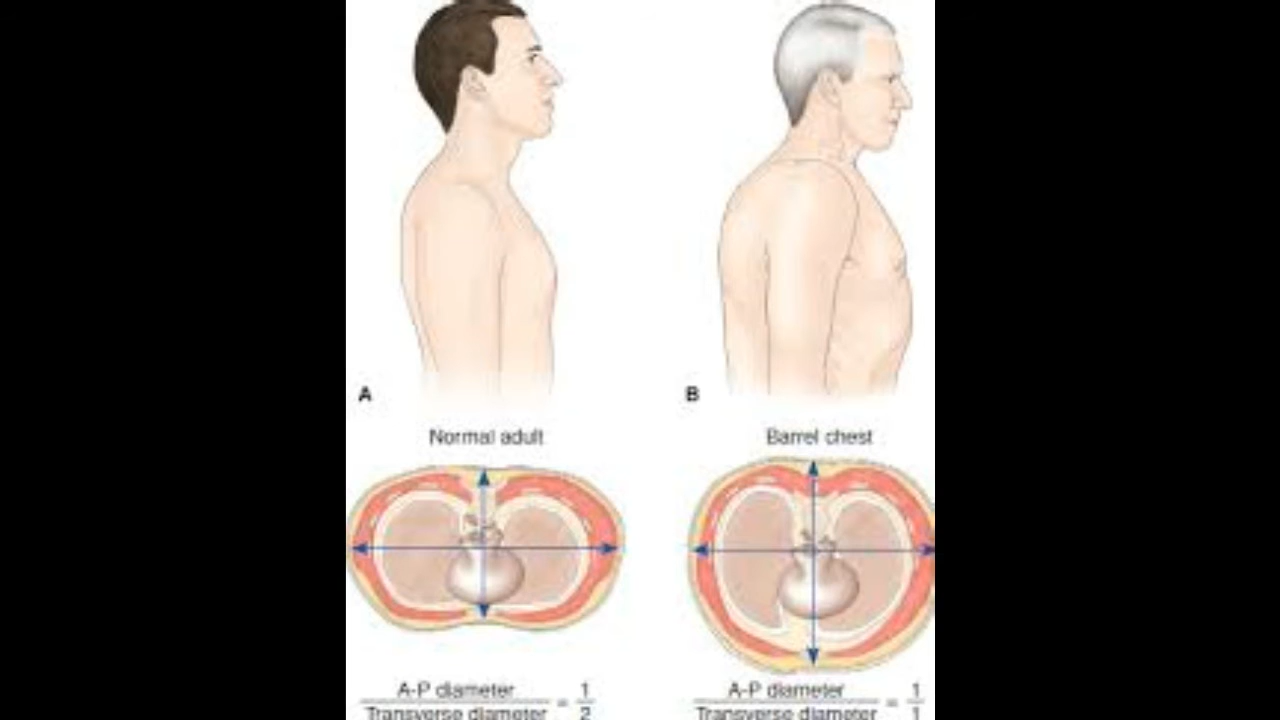 A
B
Normal adult
Barrel chest
A-P diameter
Transverse diameter
=
1
2
A-P diameter
Transverse diameter
=
1
1